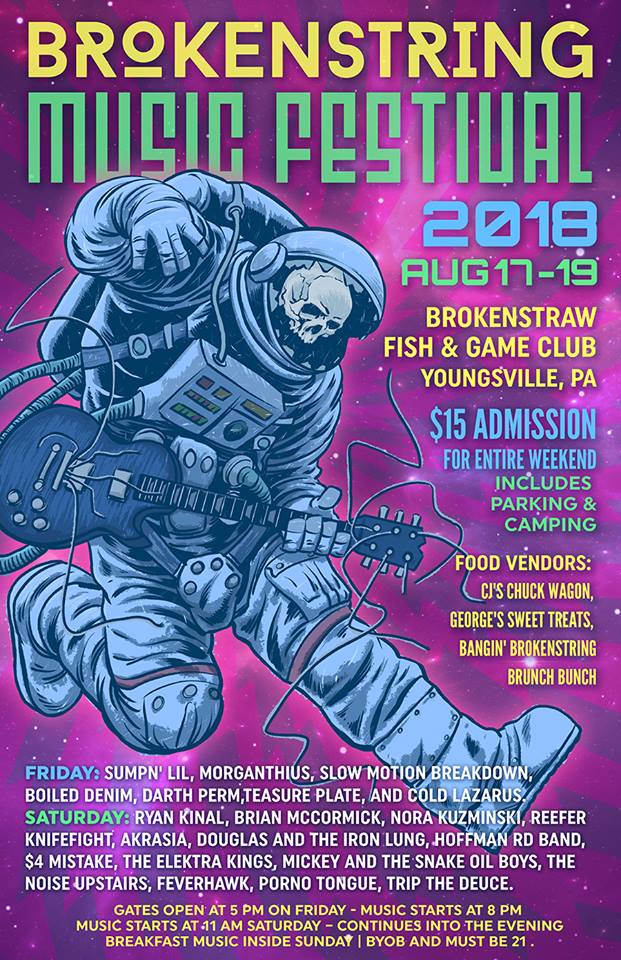 BROKENSTRING
MUSIC FESTIVAL
2018
AUG 17-19
BROKENSTRAW
FISH & GAME CLUB
YOUNGSVILLE, PA
$15 ADMISSION
FOR ENTIRE WEEKEND
INCLUDES
PARKING &
CAMPING
FOOD VENDORS:
CJ'S CHUCK WAGON,
GEORGE'S SWEET TREATS,
BANGIN' BROKENSTRING
BRUNCH BUNCH
FRIDAY: SUMPN' LIL, MORGANTHIUS, SLOW MOTION BREAKDOWN,
BOILED DENIM, DARTH PERM,TEASURE PLATE, AND COLD LAZARUS.
SATURDAY: RYAN KINAL, BRIAN MCCORMICK, NORA KUZMINSKI, REEFER
KNIFEFIGHT, AKRASIA, DOUGLAS AND THE IRON LUNG, HOFFMAN RD BAND,
$4 MISTAKE, THE ELEKTRA KINGS, MICKEY AND THE SNAKE OIL BOYS, THE
NOISE UPSTAIRS, FEVERHAWK, PORNO TONGUE, TRIP THE DEUCE.
GATES OPEN AT 5 PM ON FRIDAY - MUSIC STARTS AT 8 PM
MUSIC STARTS AT 11 AM SATURDAY – CONTINUES INTO THE EVENING
BREAKFAST MUSIC INSIDE SUNDAY | BYOB AND MUST BE 21 .